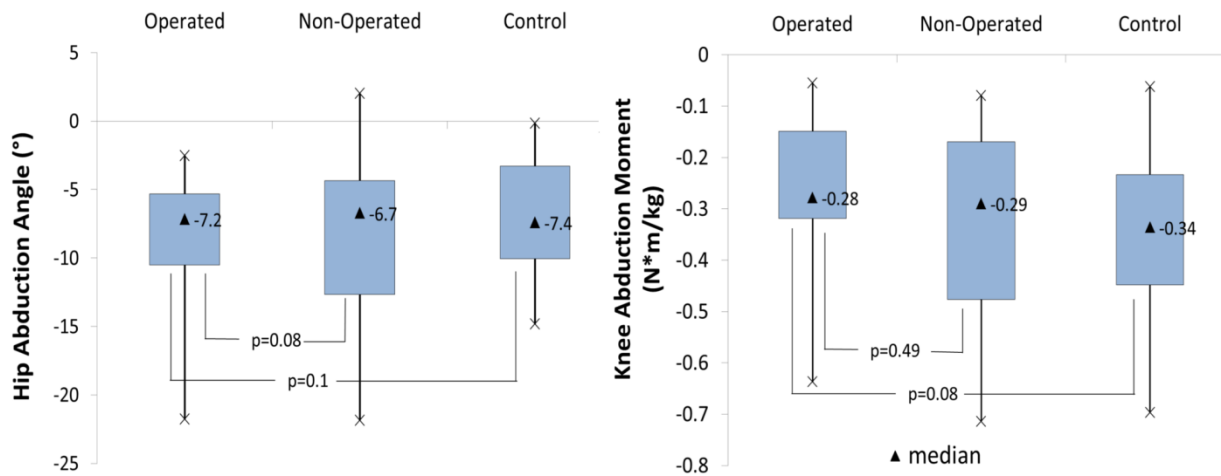 Operated Non-Operated Control
5
0
-5
-10
-15
-20
-25
Hip Abduction Angle (°)
-7.2
-6.7
-7.4
p=0.08
p=0.1
Operated Non-Operated Control
0
-0.1
-0.2
-0.3
-0.4
-0.5
-0.6
-0.7
-0.8
Knee Abduction Moment
(N*m/kg)
-0.28
-0.29
-0.34
p=0.49
p=0.08
▲ median